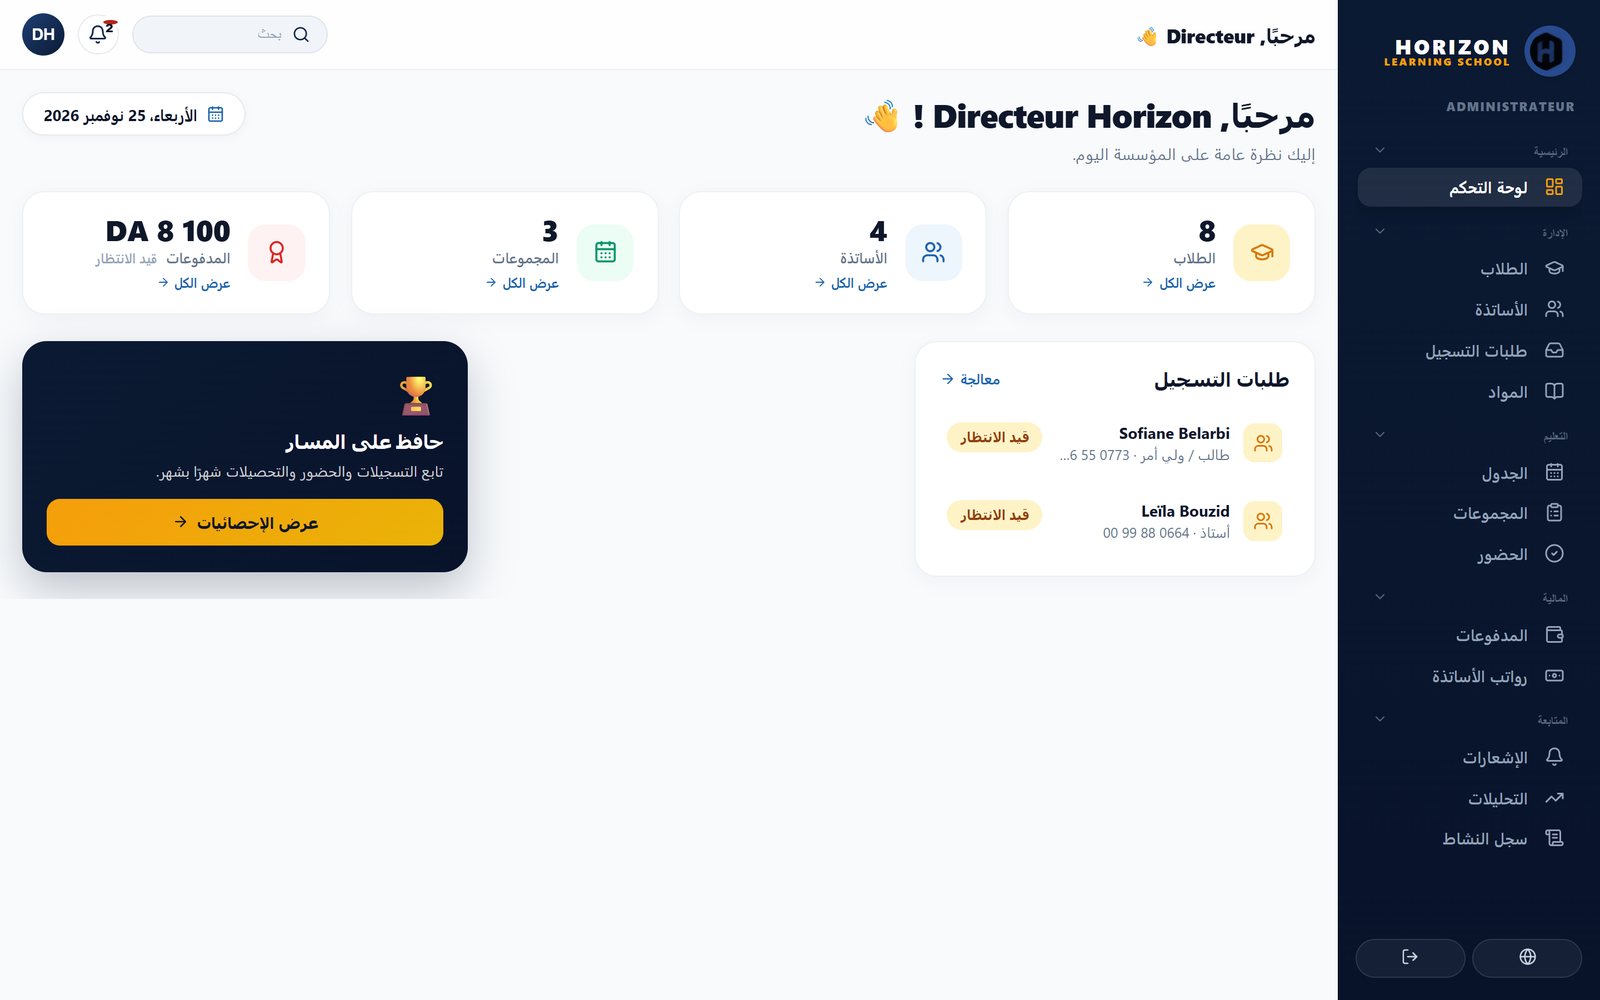 HORIZON
LEARNING SCHOOL
ADMINISTRATEUR
الرئيسية
لوحة التحكم
الإدارة
الطلاب
الأساتذة
طلبات التسجيل
المواد
التعليم
الجدول
المجموعات
الحضور
المالية
المدفوعات
رواتب الأساتذة
المتابعة
الإشعارات
التحليلات
سجل النشاط
مرحبًا, Directeur 👋
بحث
2
DH
مرحبًا, Directeur Horizon ! 👋
إليك نظرة عامة على المؤسسة اليوم.
الأربعاء، 25 نوفمبر 2026
8
الطلاب
عرض الكل →
4
الأساتذة
عرض الكل →
3
المجموعات
عرض الكل →
8 100 DA
المدفوعات قيد الانتظار
عرض الكل →
طلبات التسجيل
معالجة →
Sofiane Belarbi
طالب / ولي أمر · 0773 55 6...
قيد الانتظار
Leïla Bouzid
أستاذ · 0664 88 99 00
قيد الانتظار
🏆
حافظ على المسار
تابع التسجيلات والحضور والتحصيلات شهرًا بشهر.
عرض الإحصائيات →